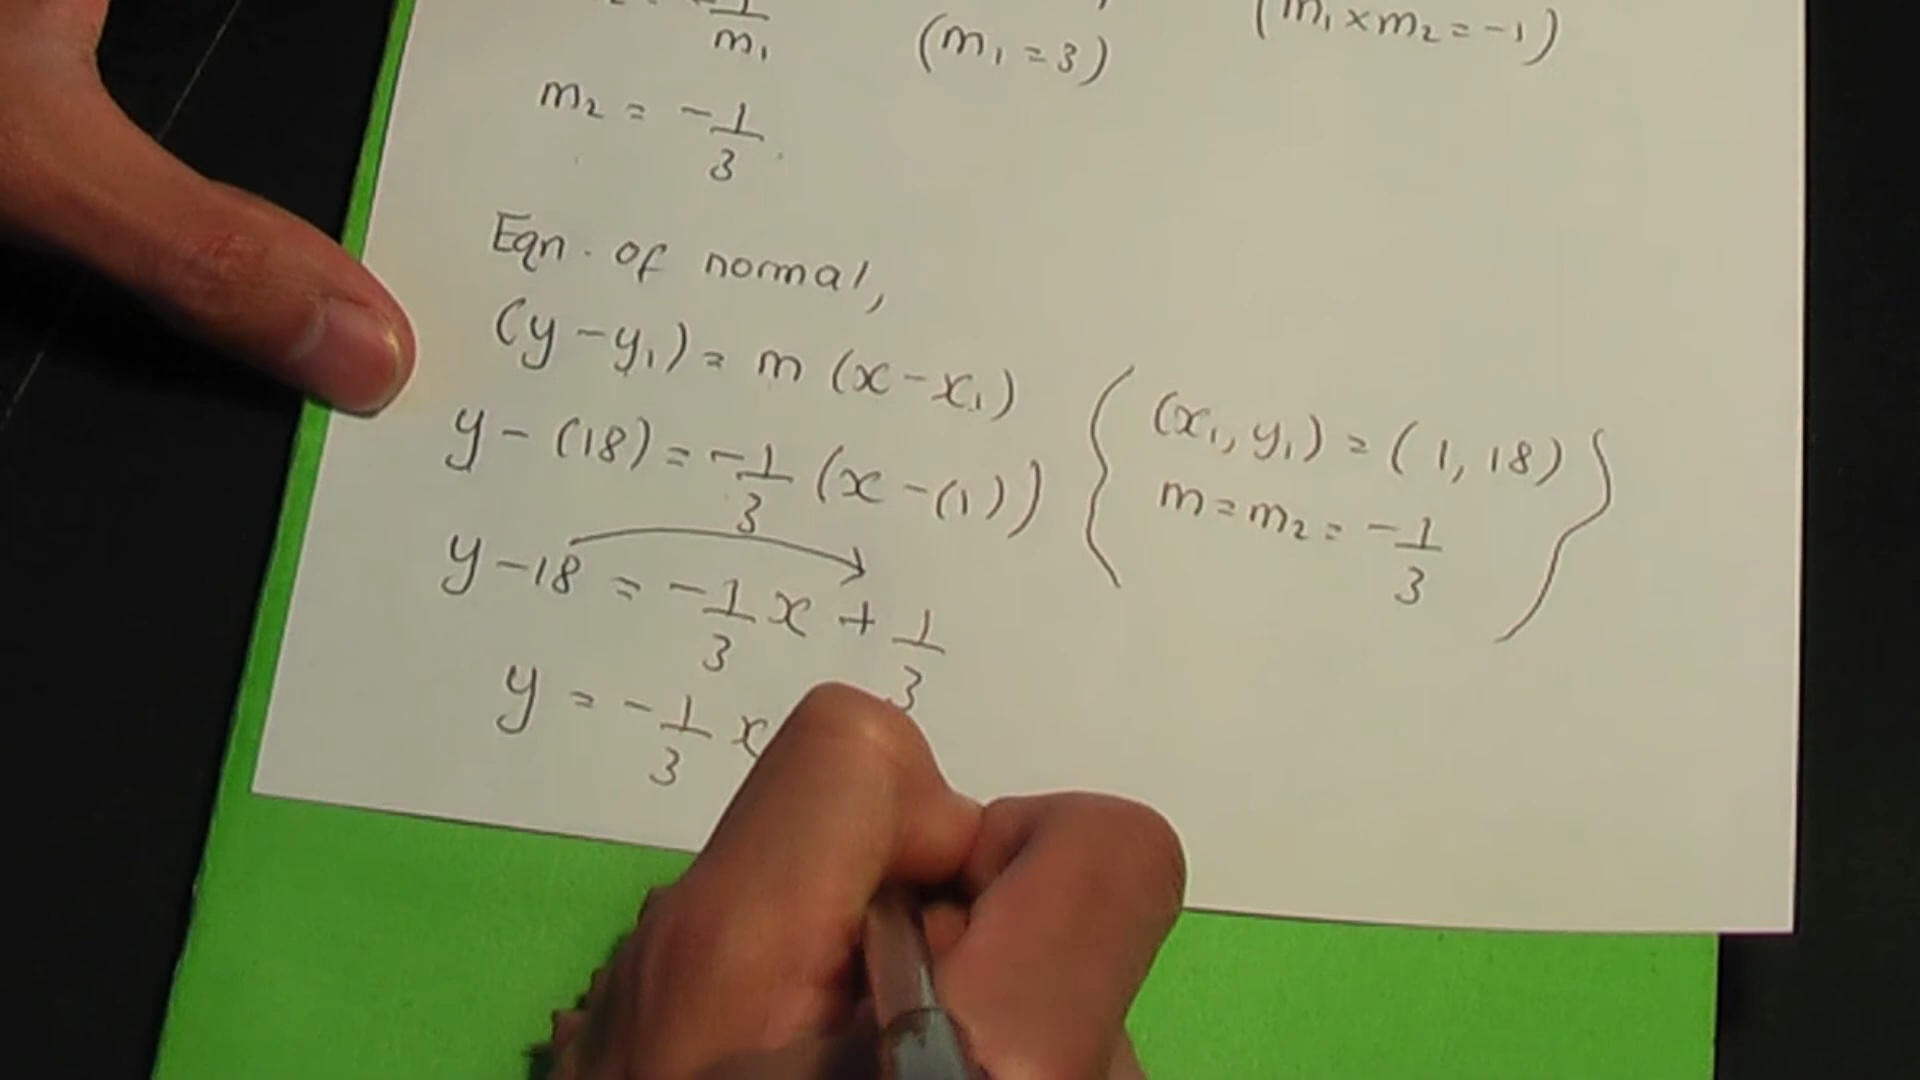 m₁ (m₁ = 3) (m₁ × m₂ = -1)
m₂ = -1/3
Eqn. of normal,
(y - y₁) = m (x - x₁)
y - (18) = -1/3 (x - (1)) (x₁, y₁) = (1, 18)
m = m₂ = -1/3
y - 18 = -1/3 x + 1/3
y = -1/3 x